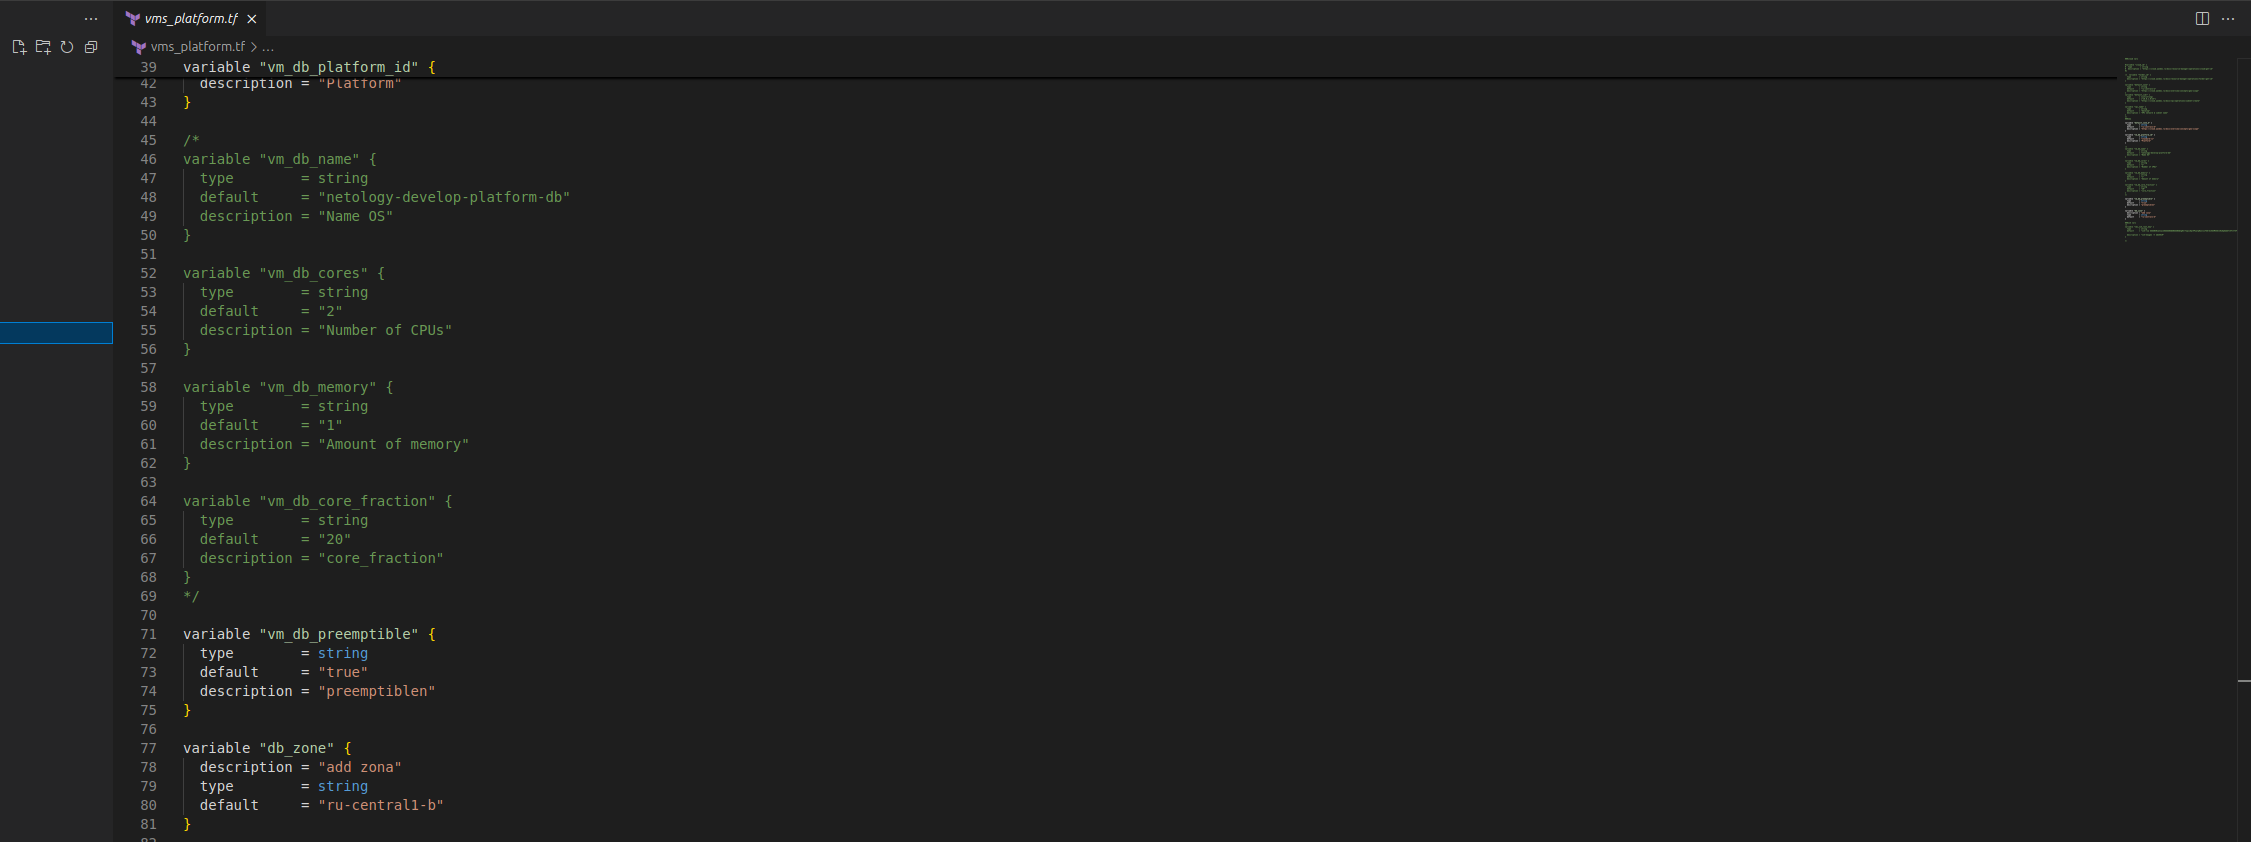 vms_platform.tf
vms_platform.tf > ...
39 variable "vm_db_platform_id" {
42 description = "Platform"
43 }
44
45 /*
46 variable "vm_db_name" {
47 type = string
48 default = "netology-develop-platform-db"
49 description = "Name OS"
50 }
51
52 variable "vm_db_cores" {
53 type = string
54 default = "2"
55 description = "Number of CPUs"
56 }
57
58 variable "vm_db_memory" {
59 type = string
60 default = "1"
61 description = "Amount of memory"
62 }
63
64 variable "vm_db_core_fraction" {
65 type = string
66 default = "20"
67 description = "core_fraction"
68 }
69 */
70
71 variable "vm_db_preemptible" {
72 type = string
73 default = "true"
74 description = "preemptiblen"
75 }
76
77 variable "db_zone" {
78 description = "add zona"
79 type = string
80 default = "ru-central1-b"
81 }